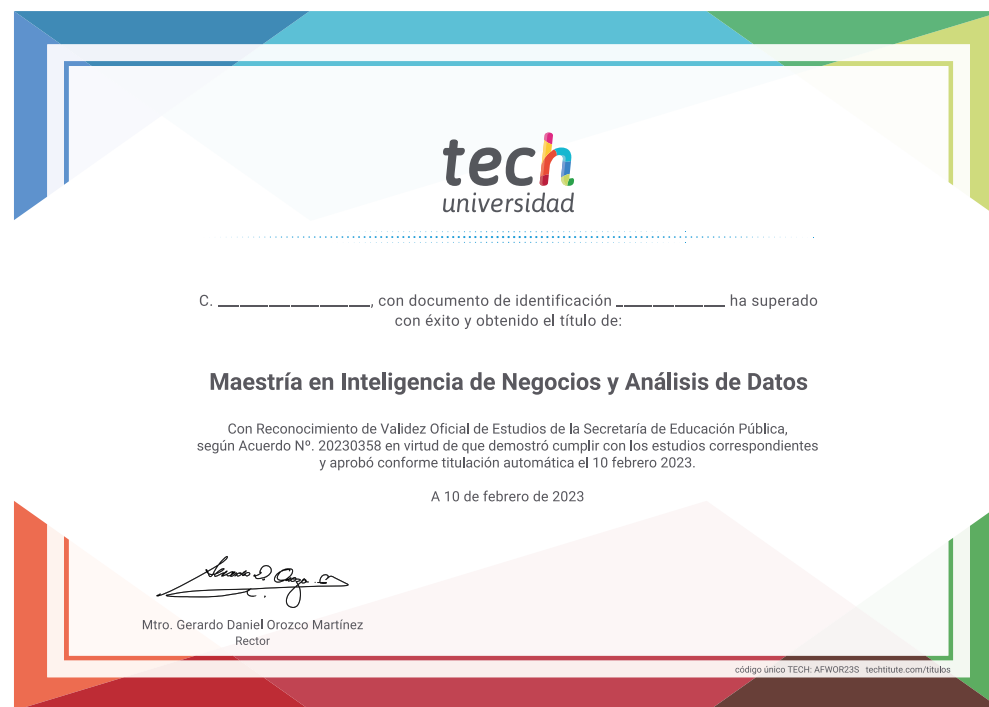 tech
universidad
C. _______________, con documento de identificación ___________ ha superado
con éxito y obtenido el título de:
Maestría en Inteligencia de Negocios y Análisis de Datos
Con Reconocimiento de Validez Oficial de Estudios de la Secretaría de Educación Pública,
según Acuerdo Nº. 20230358 en virtud de que demostró cumplir con los estudios correspondientes
y aprobó conforme titulación automática el 10 febrero 2023.
A 10 de febrero de 2023
Mtro. Gerardo Daniel Orozco Martínez
Rector
código único TECH: AFWOR23S techtitute.com/titulos